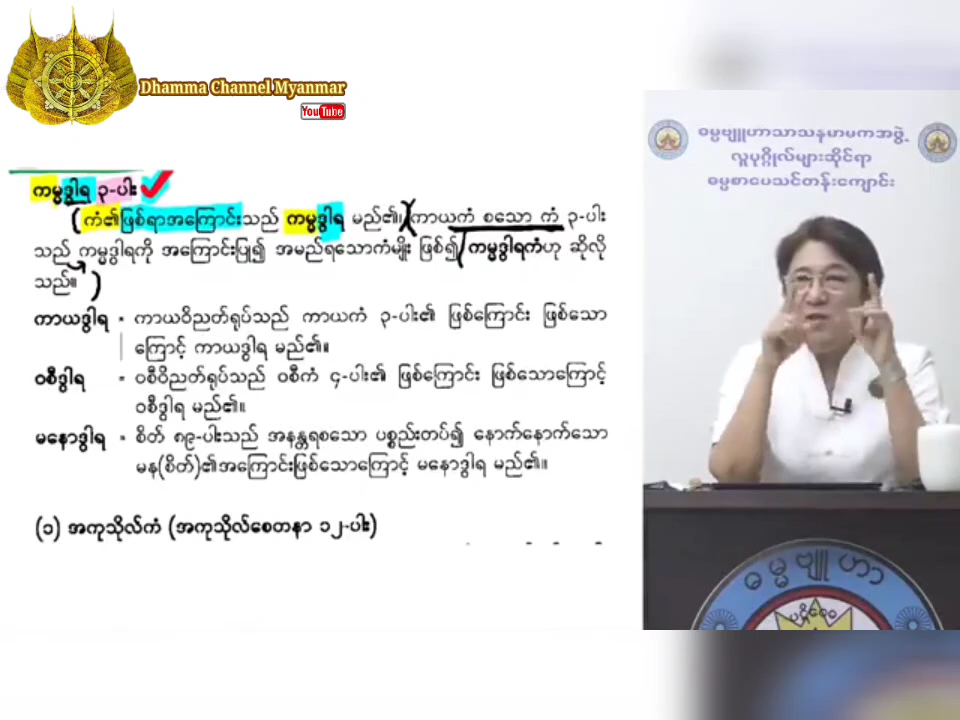 Dhamma Channel Myanmar
YouTube
ဓမ္မဗျူဟာသာသနာမာမကအဖွဲ့
လူပုဂ္ဂိုလ်များဆိုင်ရာ
ဓမ္မစာပေသင်တန်းကျောင်း
ကမ္မဒွါရ ၃-ပါး
ကံ၏ဖြစ်ရာအကြောင်းသည် ကမ္မဒွါရ မည်၏။ ကာယကံ စသော ကံ ၃-ပါး
သည် ကမ္မဒွါရကို အကြောင်းပြု၍ အမည်ရသောကံမျိုး ဖြစ်၍ ကမ္မဒွါရကံဟု ဆိုလို
သည်။
ကာယဒွါရ - ကာယဝိညတ်ရုပ်သည် ကာယကံ ၃-ပါး၏ ဖြစ်ကြောင်း ဖြစ်သော
ကြောင့် ကာယဒွါရ မည်၏။
ဝစီဒွါရ - ဝစီဝိညတ်ရုပ်သည် ဝစီကံ ၄-ပါး၏ ဖြစ်ကြောင်း ဖြစ်သောကြောင့်
ဝစီဒွါရ မည်၏။
မနောဒွါရ - စိတ် ၈၉-ပါးသည် အနန္တရစသော ပစ္စည်းတပ်၍ နောက်နောက်သော
မန(စိတ်)၏အကြောင်းဖြစ်သောကြောင့် မနောဒွါရ မည်၏။
(၁) အကုသိုလ်ကံ (အကုသိုလ်စေတနာ ၁၂-ပါး)
ဓမ္မဗျူဟာ
ပဋိဝေဓ